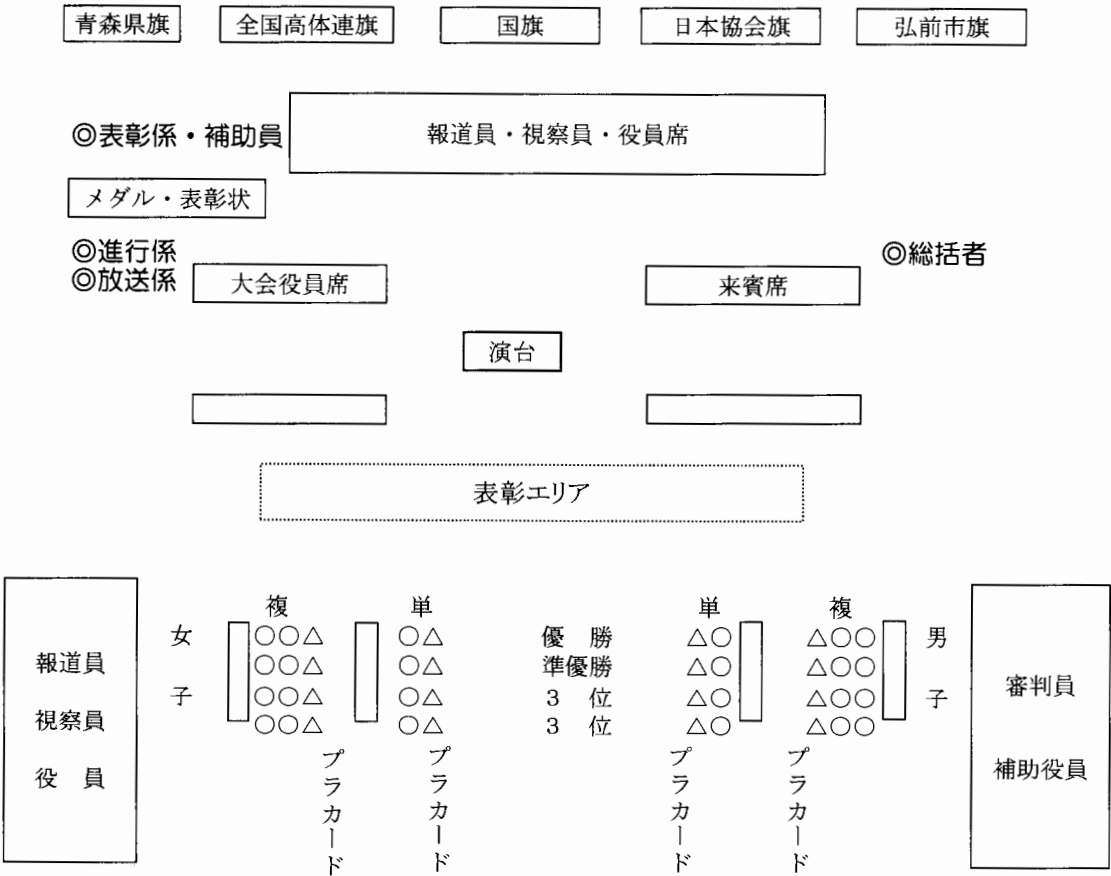 青森県旗 全国高体連旗 国旗 日本協会旗 弘前市旗
◎表彰係・補助員 報道員・視察員・役員席
メダル・表彰状
◎進行係 ◎総括者
◎放送係 大会役員席 来賓席
演台
表彰エリア
複 単 単 複
女 ○○△ ○△ 優 勝 △○ △○○ 男
○○△ ○△ 準優勝 △○ △○○
子 ○○△ ○△ 3 位 △○ △○○ 子
○○△ ○△ 3 位 △○ △○○
報道員
視察員
役 員
プラカード
プラカード
プラカード
プラカード
審判員
補助役員